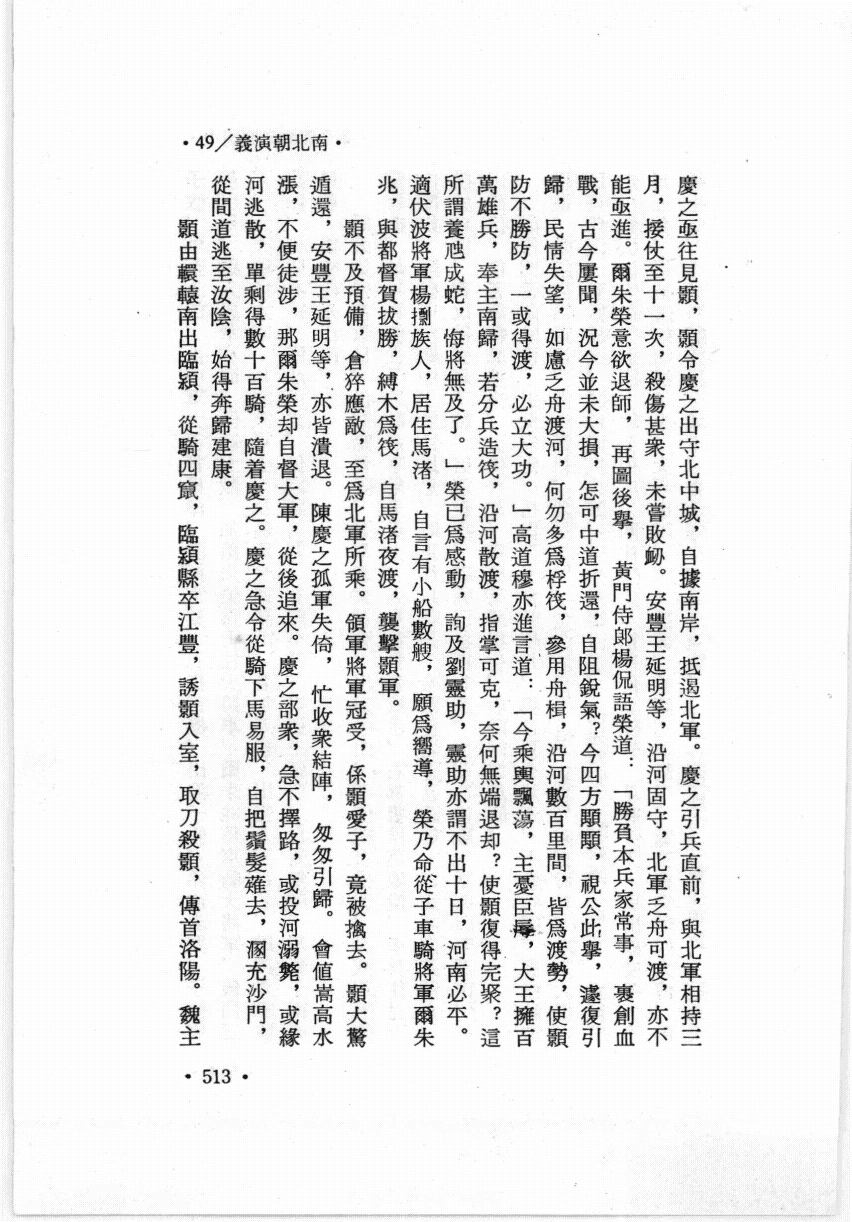 ·南北朝演義/49·
慶之亟往見顥，顥令慶之出守北中城，自據南岸，抵遏北軍。慶之引兵直前，與北軍相持三
月，接仗至十一次，殺傷甚衆，未嘗敗衂。安豐王延明等，沿河固守，北軍乏舟可渡，亦不
能亟進。爾朱榮意欲退師，再圖後擧，黃門侍郎楊侃語榮道：「勝負本兵家常事，裹創血
戰，古今屢聞，況今並未大損，怎可中道折還，自阻銳氣？今四方顒顒，視公此擧，遽復引
歸，民情失望，如慮乏舟渡河，何勿多爲桴筏，參用舟楫，沿河數百里間，皆爲渡勢，使顥
防不勝防，一或得渡，必立大功。」高道穆亦進言道：「今乘輿飄蕩，主憂臣辱，大王擁百
萬雄兵，奉主南歸，若分兵造筏，沿河散渡，指掌可克，奈何無端退却？使顥復得完聚？這
所謂養虺成蛇，悔將無及了。」榮已爲感動，詢及劉靈助，靈助亦謂不出十日，河南必平。
適伏波將軍楊㯹族人，居住馬渚，自言有小船數艘，願爲嚮導，榮乃命從子車騎將軍爾朱
兆，與都督賀拔勝，縛木爲筏，自馬渚夜渡，襲擊顥軍。
顥不及預備，倉猝應敵，至爲北軍所乘。領軍將軍冠受，係顥愛子，竟被擒去。顥大驚
遁還，安豐王延明等，亦皆潰退。陳慶之孤軍失倚，忙收衆結陣，匆匆引歸。會値嵩高水
漲，不便徒涉，那爾朱榮却自督大軍，從後追來。慶之部衆，急不擇路，或投河溺斃，或緣
河逃散，單剩得數十百騎，隨着慶之。慶之急令從騎下馬易服，自把鬚髮薙去，溷充沙門，
從間道逃至汝陰，始得奔歸建康。
顥由轘轅南出臨潁，從騎四竄，臨潁縣卒江豐，誘顥入室，取刀殺顥，傳首洛陽。魏主
·513·